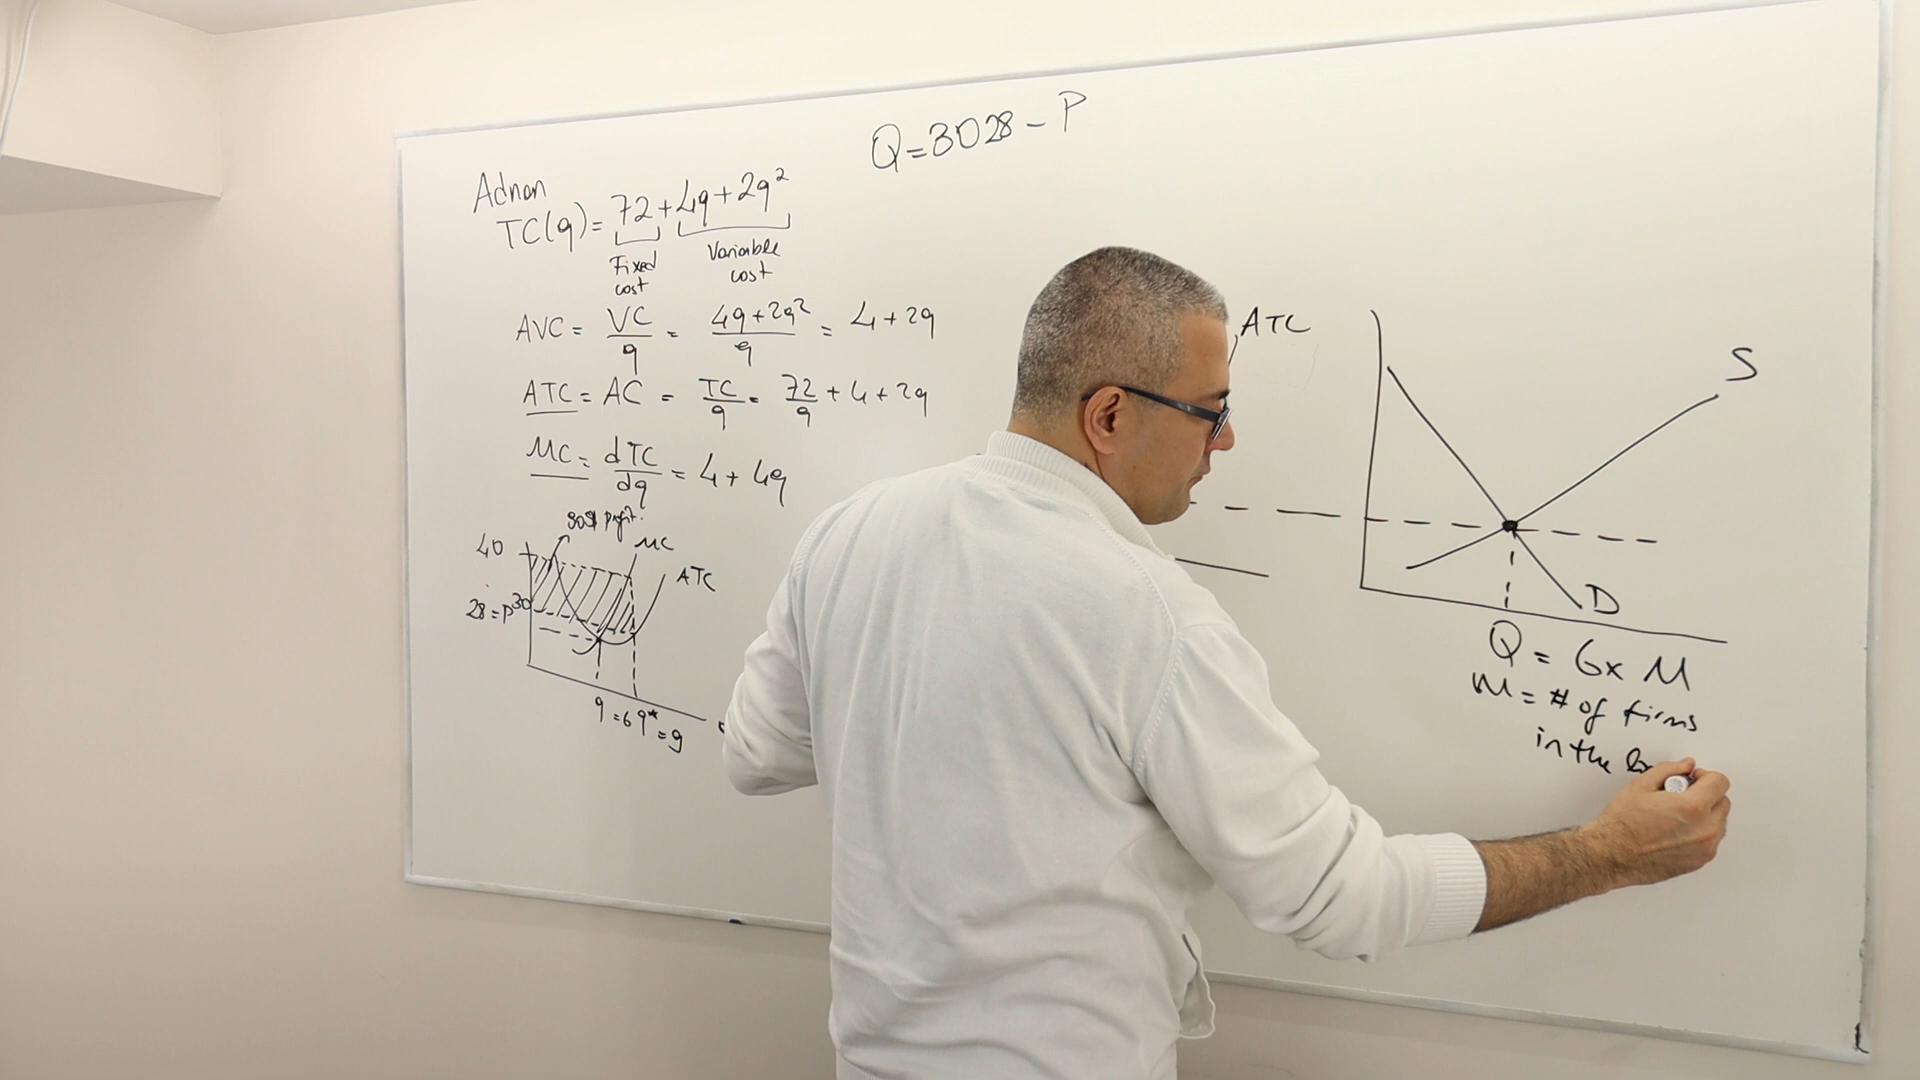 Q = 3028 - P
Adnan
TC(q) = 72 + 4q + 2q²
Fixed cost
Variable cost
AVC = VC/q = 4q+2q²/q = 4 + 2q
ATC = AC = TC/q = 72/q + 4 + 2q
MC = dTC/dq = 4 + 4q
profit
40
MC
ATC
28 = P
30
q = 6
q* = 9
ATC
S
D
Q = 6 x M
M = # of firms
in the